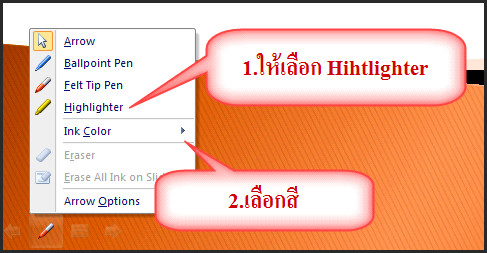 Arrow
Ballpoint Pen
Felt Tip Pen
Highlighter
Ink Color
Eraser
Erase All Ink on Sli
Arrow Options
1.ให้เลือก Hihtlighter
2.เลือกสี